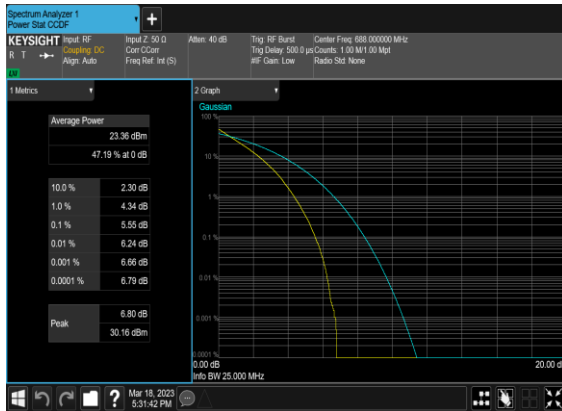 Spectrum Analyzer 1
Power Stat CCDF
+
KEYSIGHT
R T
LXI
Input: RF
Coupling: DC
Align: Auto
Input Z: 50 Ω
Corr CCorr
Freq Ref: Int (S)
Atten: 40 dB
Trig: RF Burst
Trig Delay: 500.0 µs
#IF Gain: Low
Center Freq: 688.000000 MHz
Counts: 1.00 M/1.00 Mpt
Radio Std: None
1 Metrics
Average Power
23.36 dBm
47.19 % at 0 dB
10.0 % 2.30 dB
1.0 % 4.34 dB
0.1 % 5.55 dB
0.01 % 6.24 dB
0.001 % 6.66 dB
0.0001 % 6.79 dB
Peak
6.80 dB
30.16 dBm
2 Graph
Gaussian
100 %
10 %
1 %
0.1 %
0.01 %
0.001 %
0.0001 %
0.00 dB
20.00 d
Info BW 25.000 MHz
?
Mar 18, 2023
5:31:42 PM